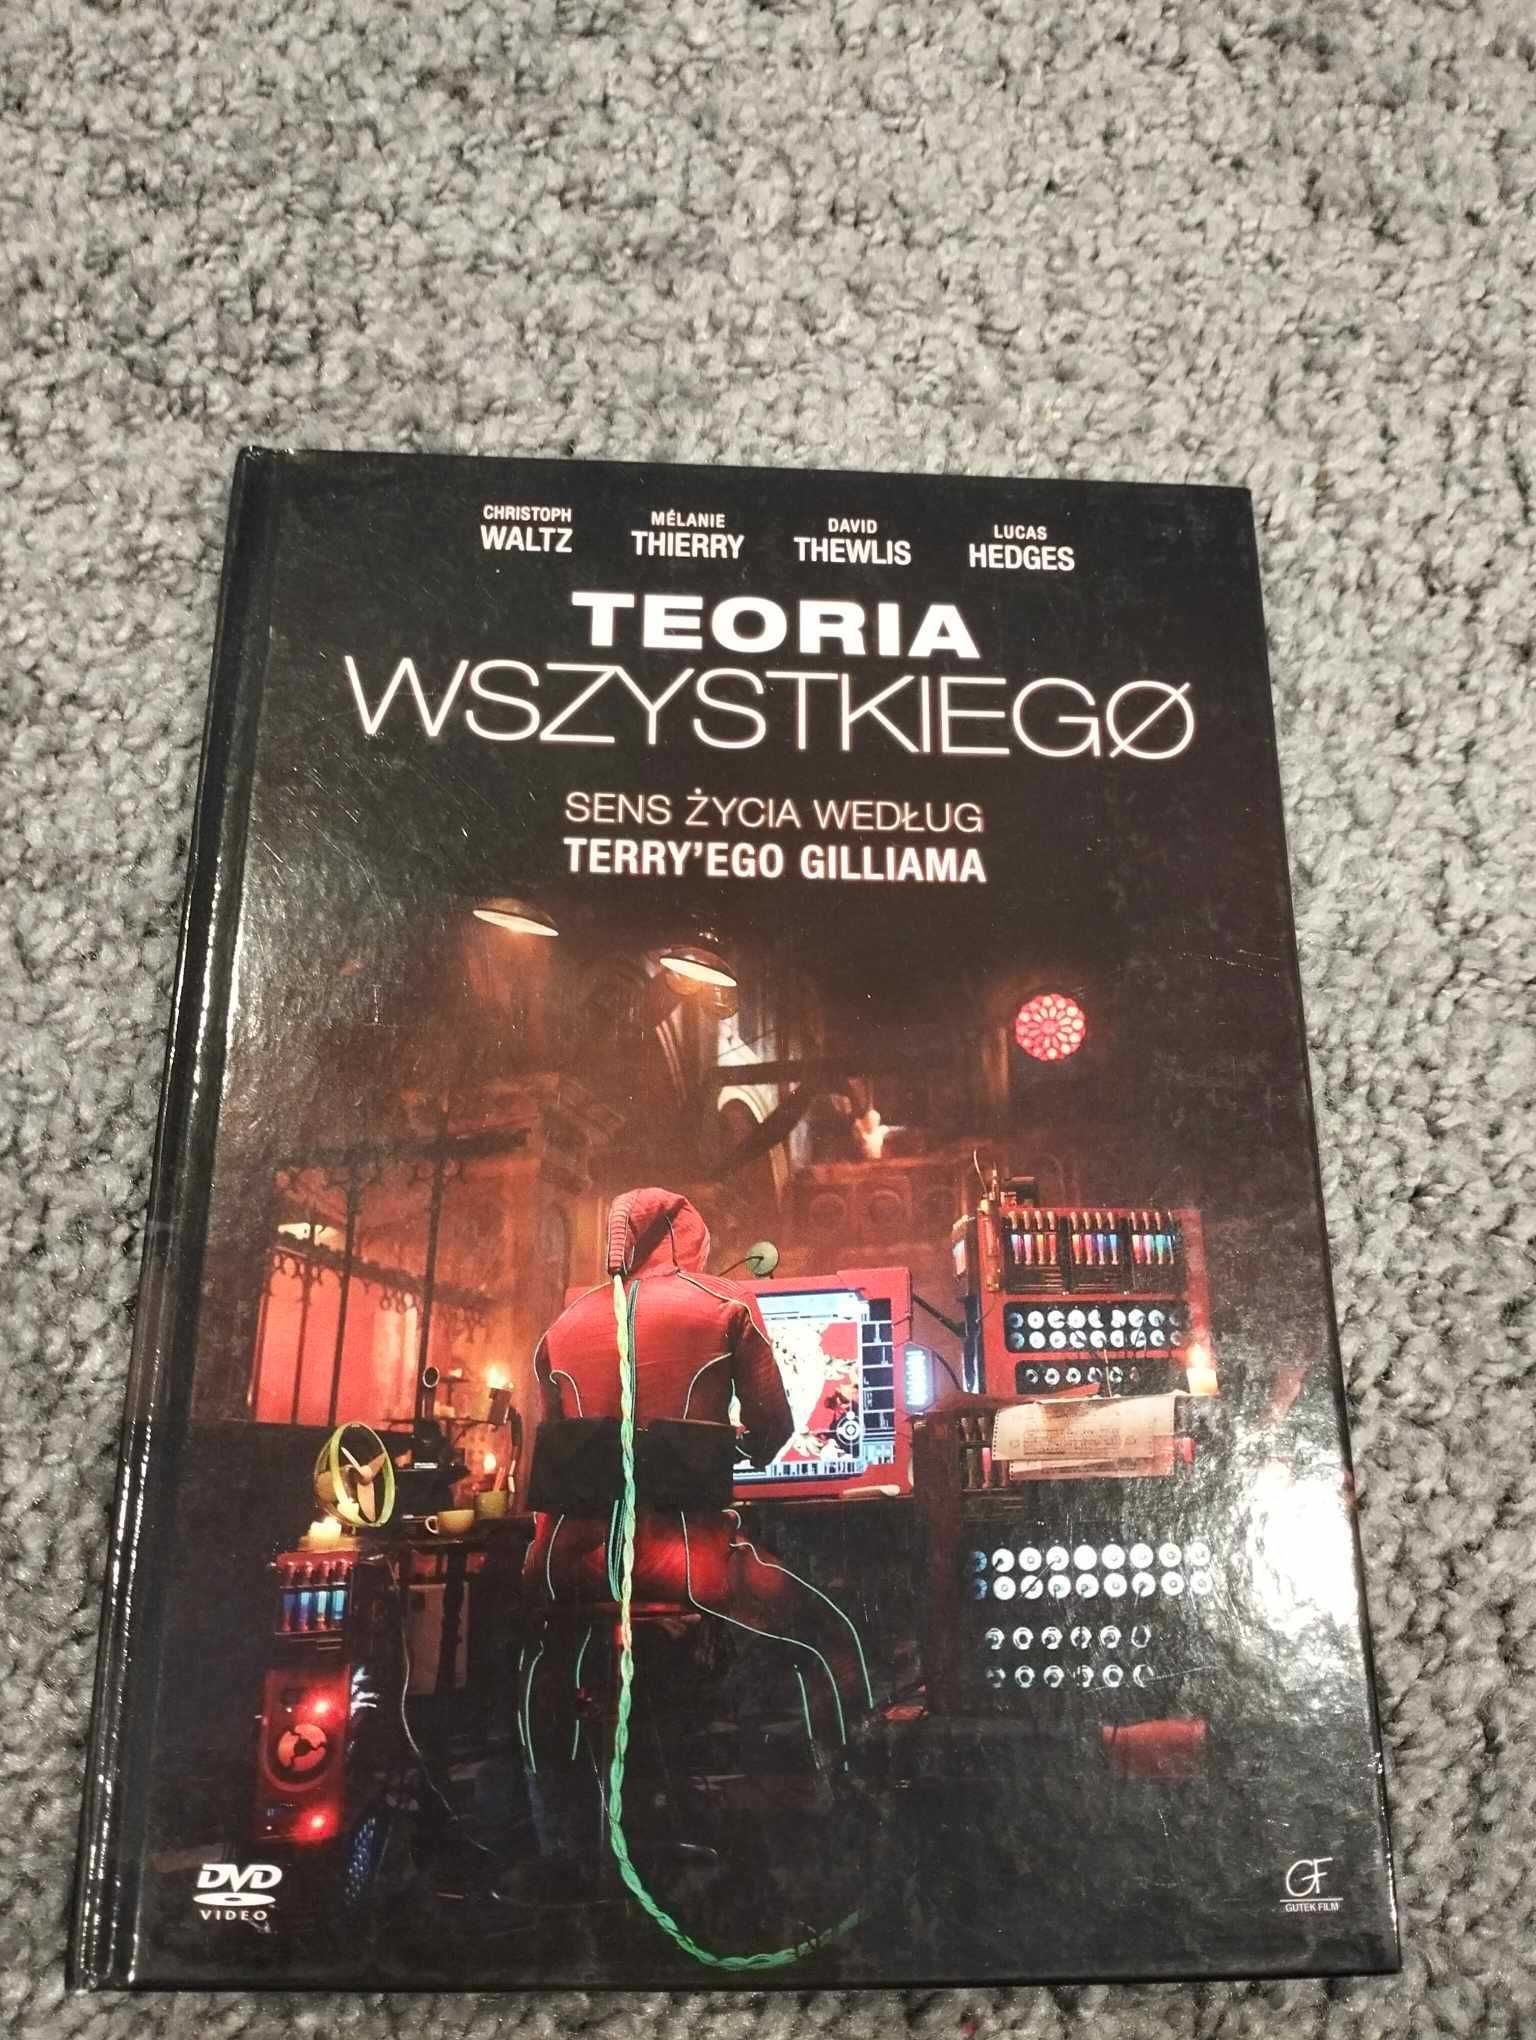 CHRISTOPH WALTZ
MÉLANIE THIERRY
DAVID THEWLIS
LUCAS HEDGES
TEORIA
WSZYSTKIEGØ
SENS ŻYCIA WEDŁUG
TERRY'EGO GILLIAMA
DVD
VIDEO
GF
GUTEK FILM